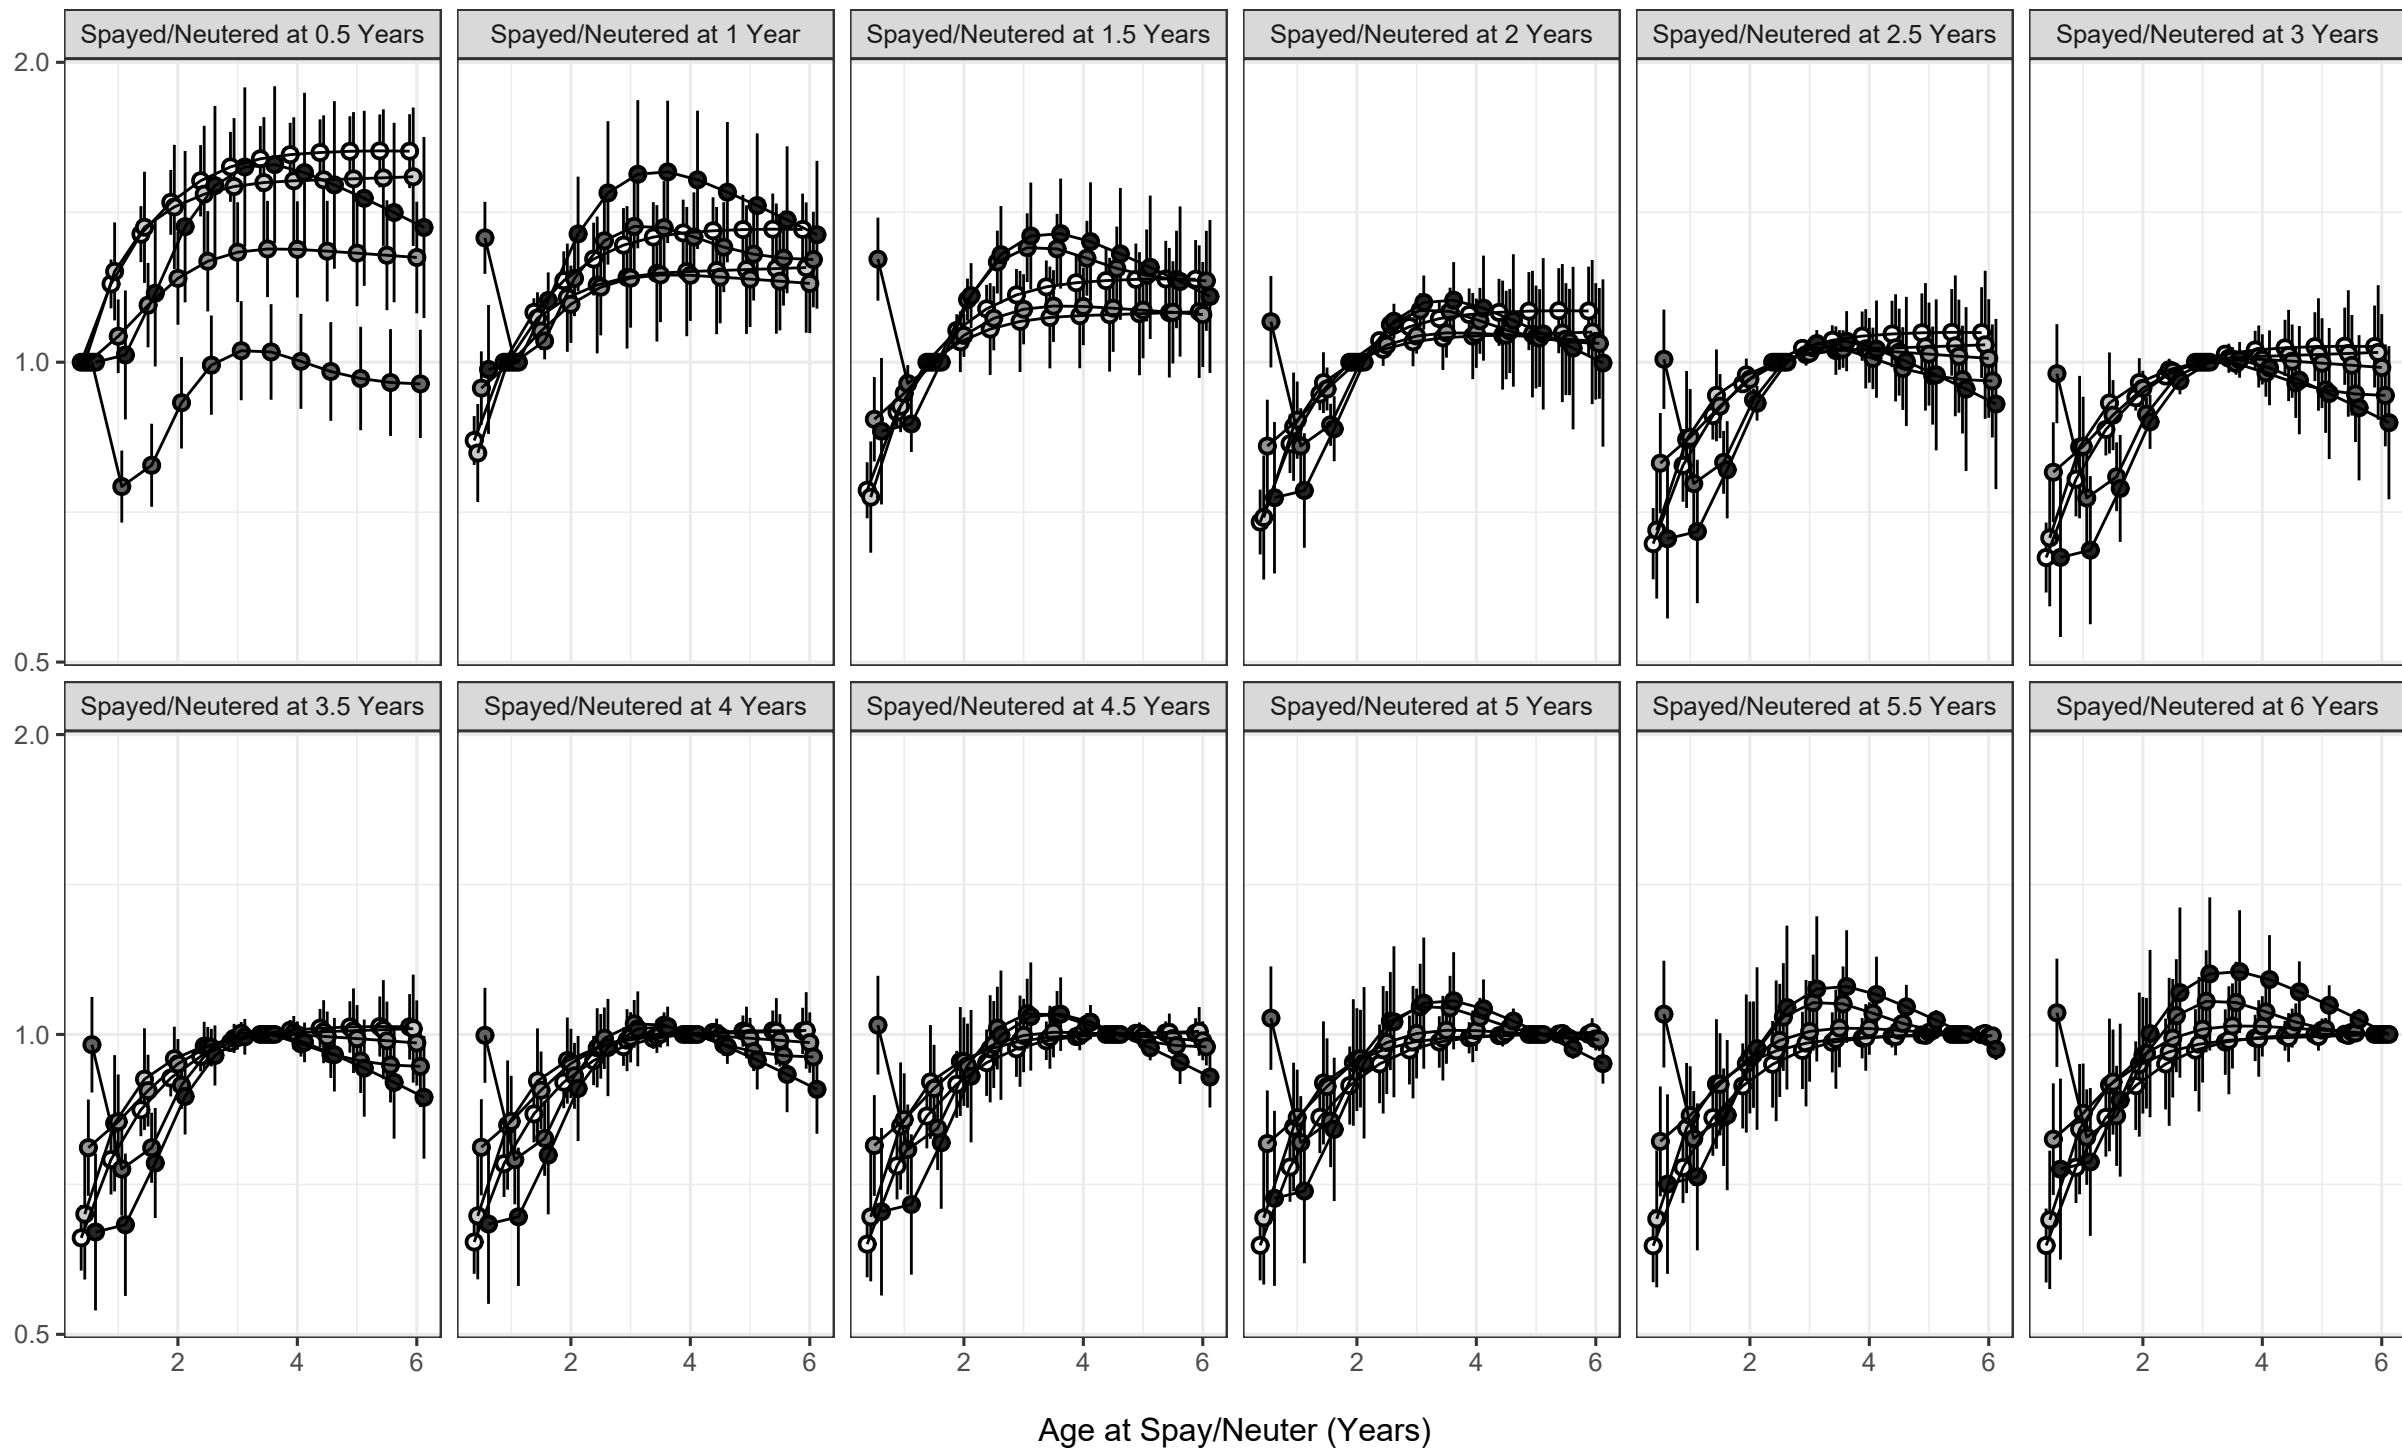 Spayed/Neutered at 0.5 Years Spayed/Neutered at 1 Year Spayed/Neutered at 1.5 Years Spayed/Neutered at 2 Years Spayed/Neutered at 2.5 Years Spayed/Neutered at 3 Years
2.0
1.0
0.5
Spayed/Neutered at 3.5 Years Spayed/Neutered at 4 Years Spayed/Neutered at 4.5 Years Spayed/Neutered at 5 Years Spayed/Neutered at 5.5 Years Spayed/Neutered at 6 Years
2.0
1.0
0.5
2 4 6 2 4 6 2 4 6 2 4 6 2 4 6 2 4 6
Age at Spay/Neuter (Years)